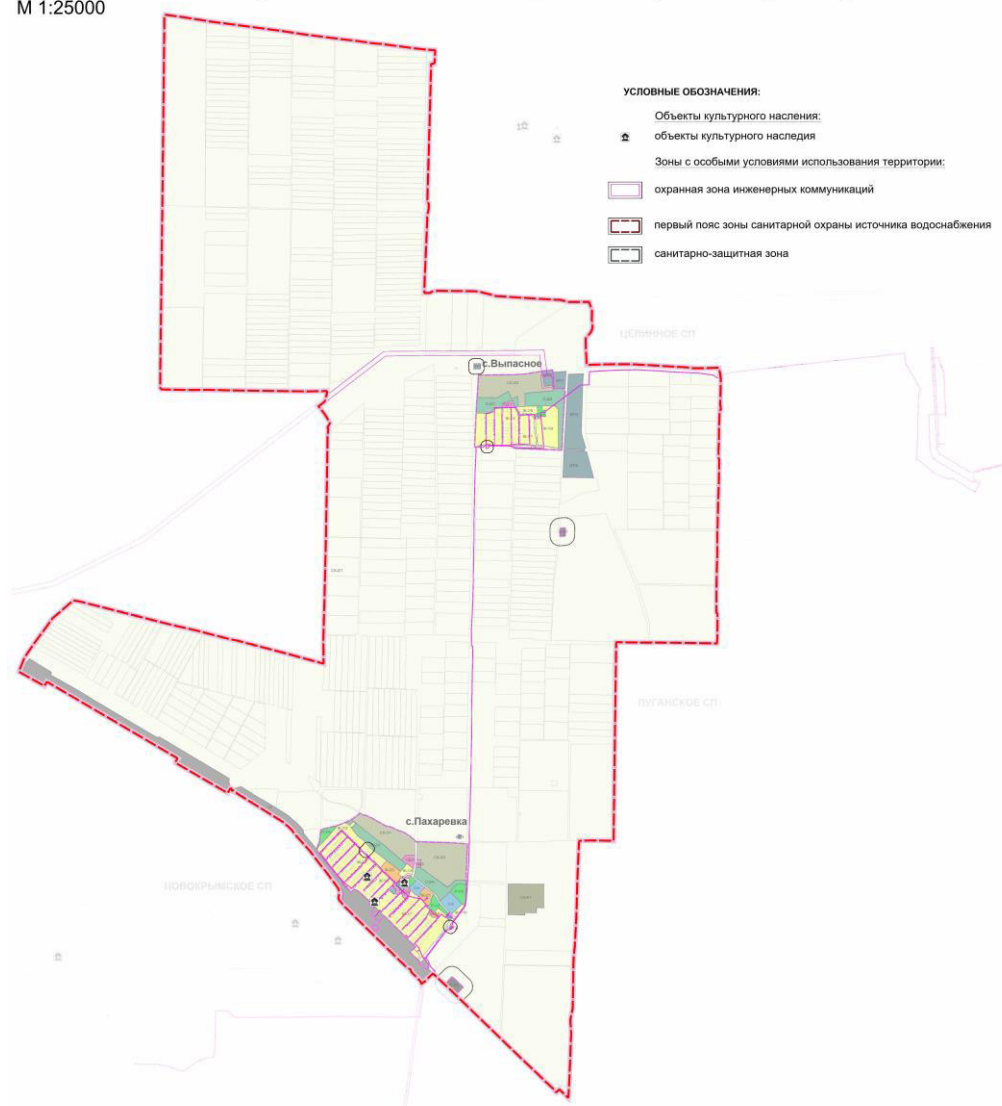 М 1:25000
УСЛОВНЫЕ ОБОЗНАЧЕНИЯ:
Объекты культурного насления:
объекты культурного наследия
Зоны с особыми условиями использования территории:
охранная зона инженерных коммуникаций
первый пояс зоны санитарной охраны источника водоснабжения
санитарно-защитная зона
ЦЕЛИННОЕ СП
с.Выпасное
ЛУГАНСКОЕ СП
с.Пахаревка
НОВОКРЫМСКОЕ СП